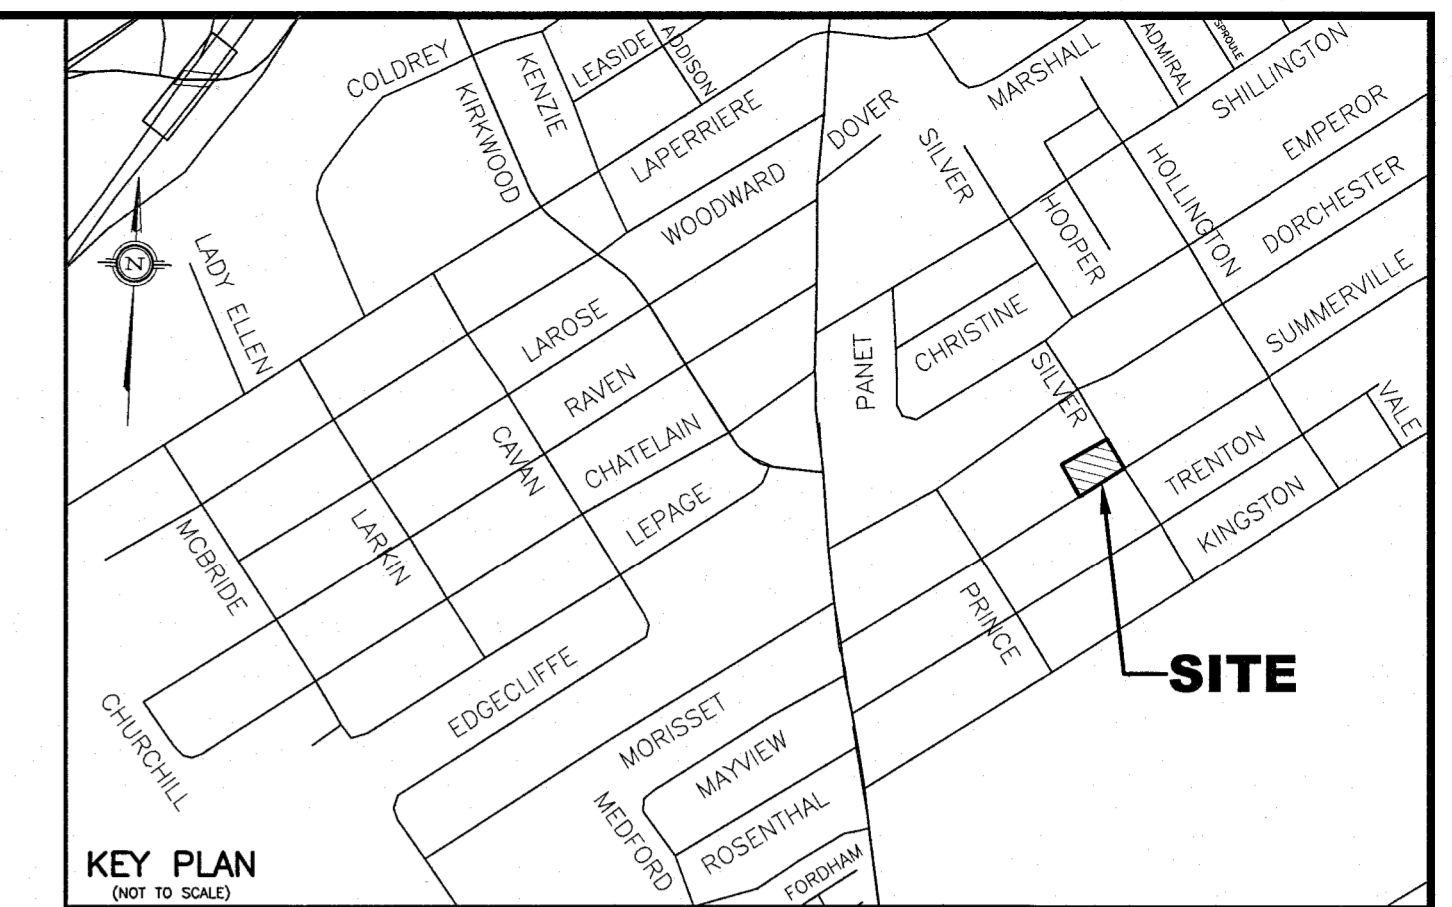 COLDREY
KIRKWOOD
KENZIE
LEASIDE
ADDISON
LAPERRIERE
WOODWARD
DOVER
SILVER
MARSHALL
ADMIRAL
SPROULE
SHILLINGTON
EMPEROR
HOLLINGTON
HOOPER
DORCHESTER
SUMMERVILLE
LADY ELLEN
N
LAROSE
RAVEN
CHATELAIN
LEPAGE
CAVAN
PANET
CHRISTINE
SILVER
VALE
TRENTON
KINGSTON
MCBRIDE
LARKIN
PRINCE
SITE
EDGECLIFFE
CHURCHILL
MORISSET
MAYVIEW
MEDFORD
ROSENTHAL
FORDHAM
KEY PLAN
(NOT TO SCALE)